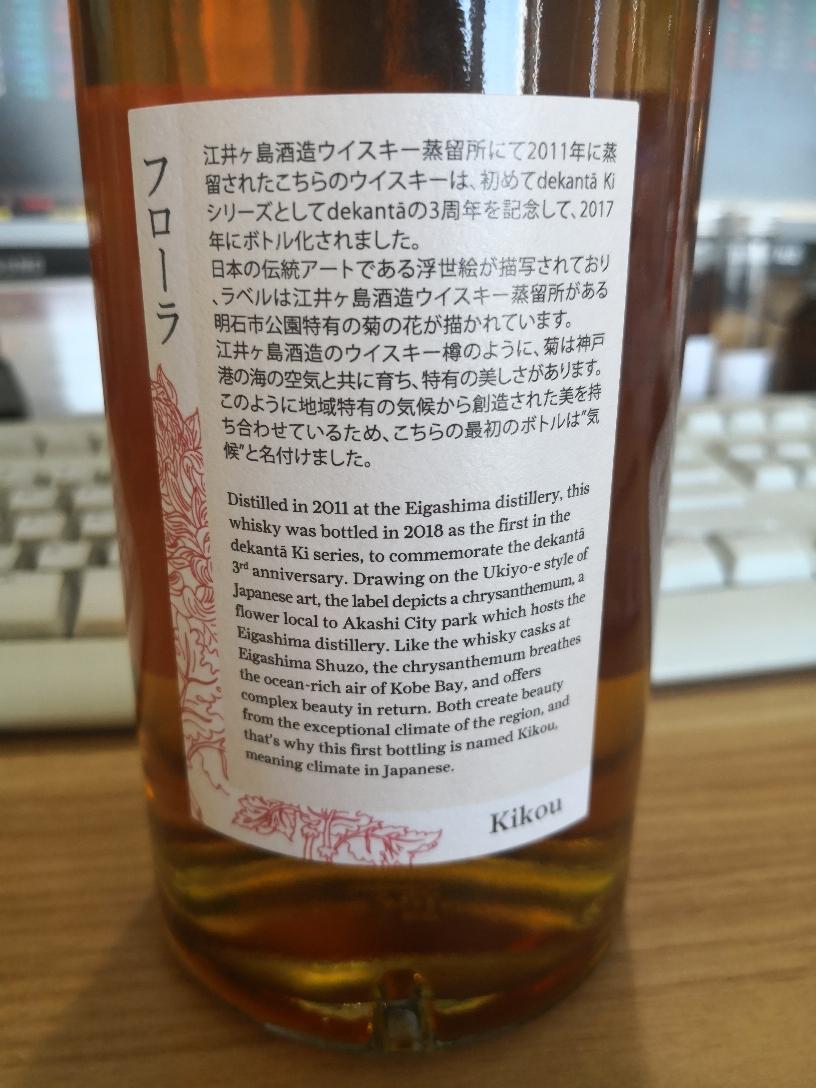 フローラ
江井ヶ島酒造ウイスキー蒸留所にて2011年に蒸
留されたこちらのウイスキーは、初めてdekantā Ki
シリーズとしてdekantāの3周年を記念して、2017
年にボトル化されました。
日本の伝統アートである浮世絵が描写されており
、ラベルは江井ヶ島酒造ウイスキー蒸留所がある
明石市公園特有の菊の花が描かれています。
江井ヶ島酒造のウイスキー樽のように、菊は神戸
港の海の空気と共に育ち、特有の美しさがあります。
このように地域特有の気候から創造された美を持
ち合わせているため、こちらの最初のボトルは"気
候"と名付けました。
Distilled in 2011 at the Eigashima distillery, this
whisky was bottled in 2018 as the first in the
dekantā Ki series, to commemorate the dekantā
3rd anniversary. Drawing on the Ukiyo-e style of
Japanese art, the label depicts a chrysanthemum, a
flower local to Akashi City park which hosts the
Eigashima distillery. Like the whisky casks at
Eigashima Shuzo, the chrysanthemum breathes
the ocean-rich air of Kobe Bay, and offers
complex beauty in return. Both create beauty
from the exceptional climate of the region, and
that's why this first bottling is named Kikou,
meaning climate in Japanese.
Kikou